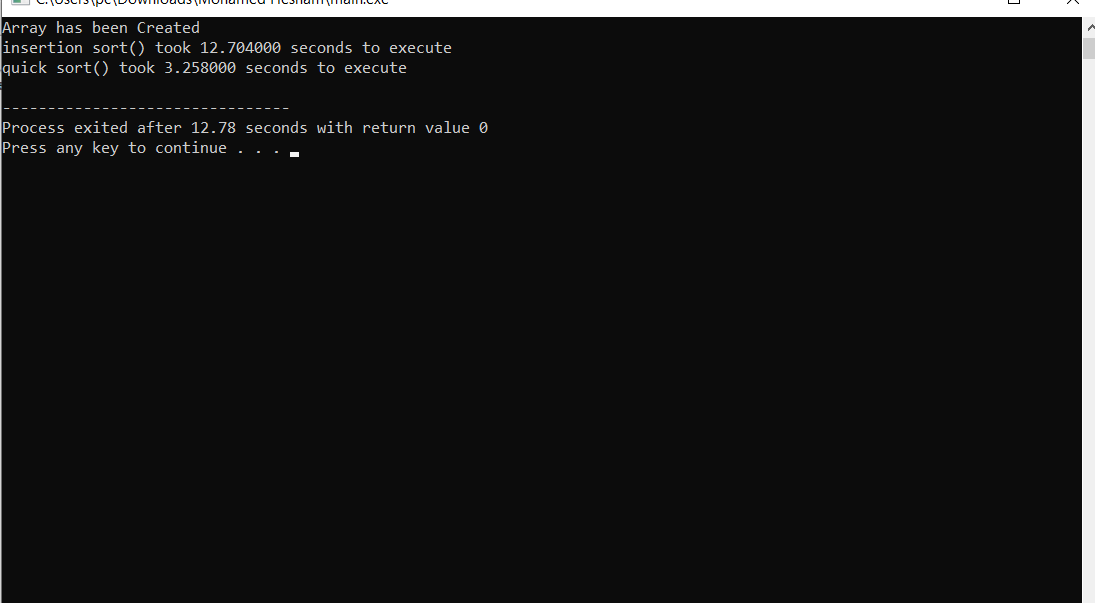 C:\Users\pc\Downloads\Mohamed Hesham\main.exe
Array has been Created
insertion sort() took 12.704000 seconds to execute
quick sort() took 3.258000 seconds to execute
--------------------------------
Process exited after 12.78 seconds with return value 0
Press any key to continue . . .